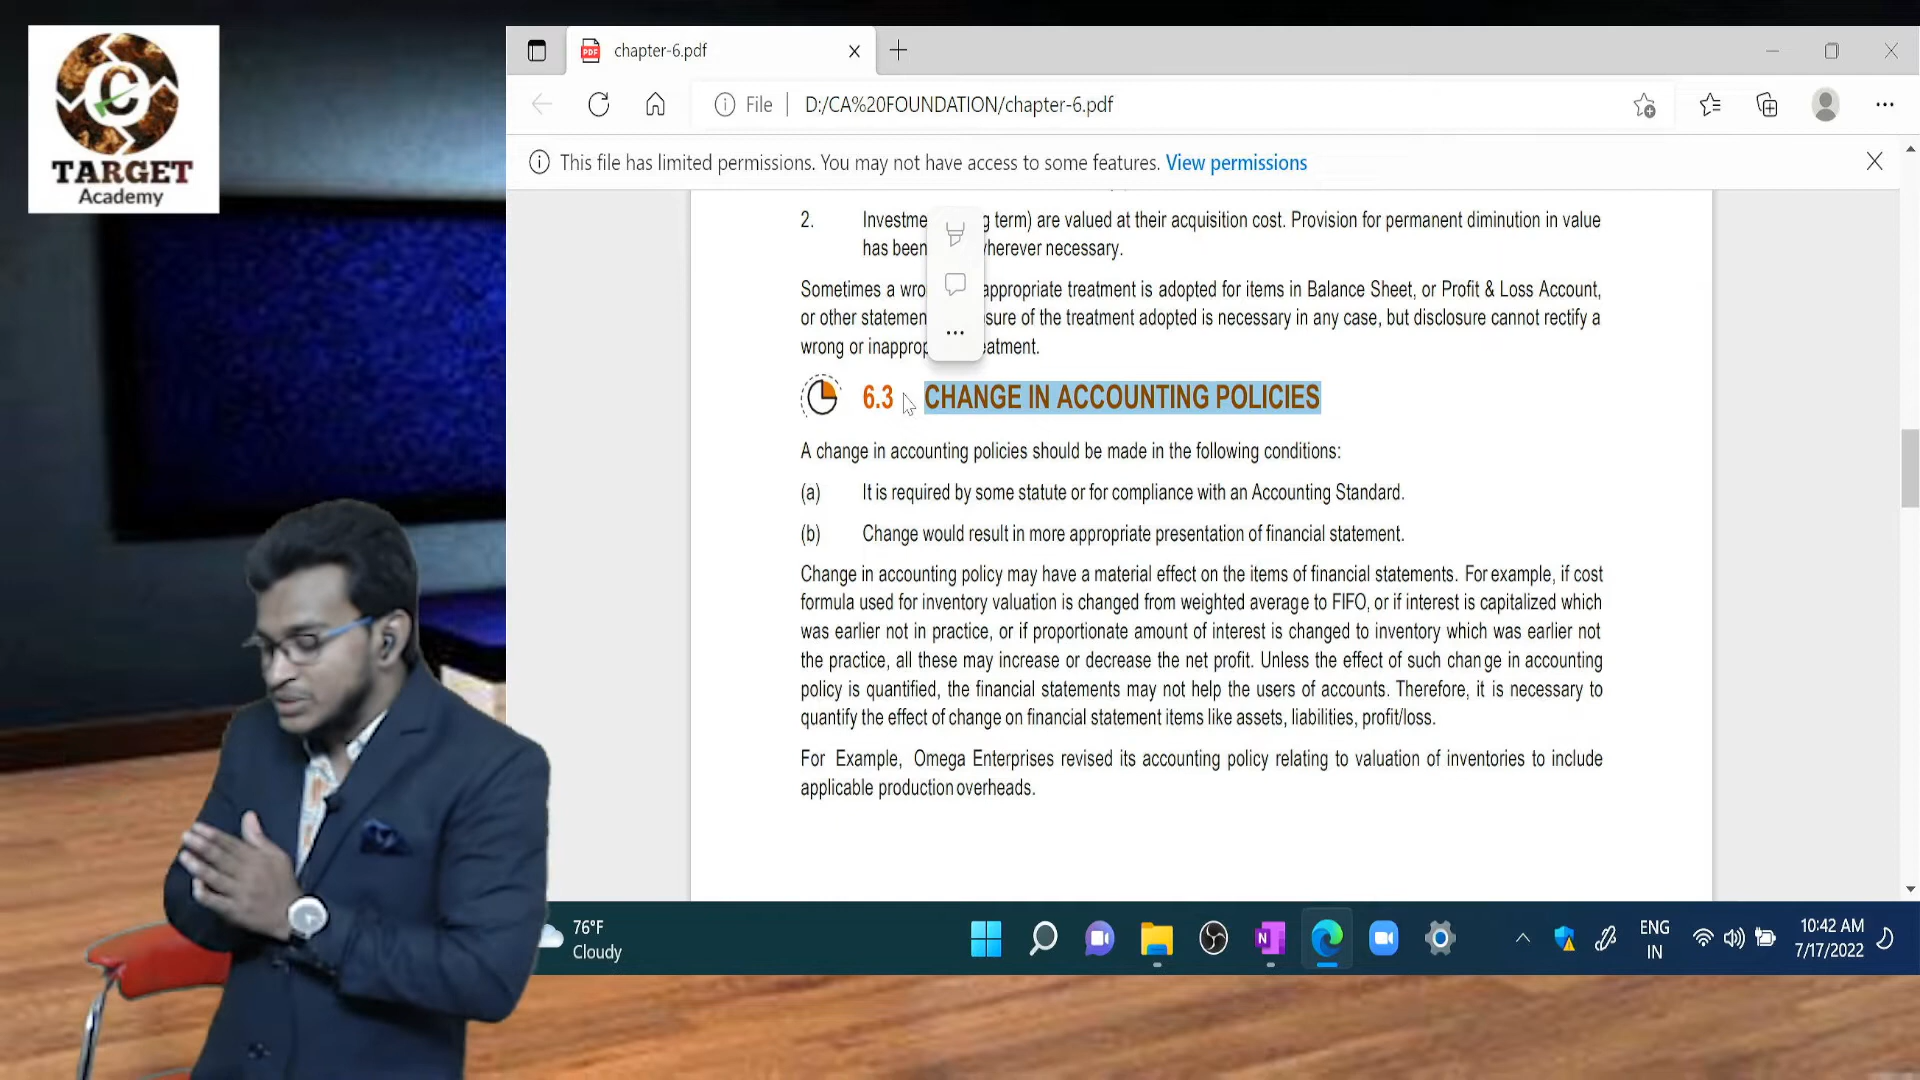 C
TARGET
Academy
chapter-6.pdf
File D:/CA%20FOUNDATION/chapter-6.pdf
This file has limited permissions. You may not have access to some features. View permissions
2. Investme g term) are valued at their acquisition cost. Provision for permanent diminution in value
has been wherever necessary.
Sometimes a wro appropriate treatment is adopted for items in Balance Sheet, or Profit & Loss Account,
or other statemen sure of the treatment adopted is necessary in any case, but disclosure cannot rectify a
wrong or inapprop eatment.
6.3 CHANGE IN ACCOUNTING POLICIES
A change in accounting policies should be made in the following conditions:
(a) It is required by some statute or for compliance with an Accounting Standard.
(b) Change would result in more appropriate presentation of financial statement.
Change in accounting policy may have a material effect on the items of financial statements. For example, if cost
formula used for inventory valuation is changed from weighted average to FIFO, or if interest is capitalized which
was earlier not in practice, or if proportionate amount of interest is changed to inventory which was earlier not
the practice, all these may increase or decrease the net profit. Unless the effect of such change in accounting
policy is quantified, the financial statements may not help the users of accounts. Therefore, it is necessary to
quantify the effect of change on financial statement items like assets, liabilities, profit/loss.
For Example, Omega Enterprises revised its accounting policy relating to valuation of inventories to include
applicable production overheads.
76°F
Cloudy
ENG
IN
10:42 AM
7/17/2022